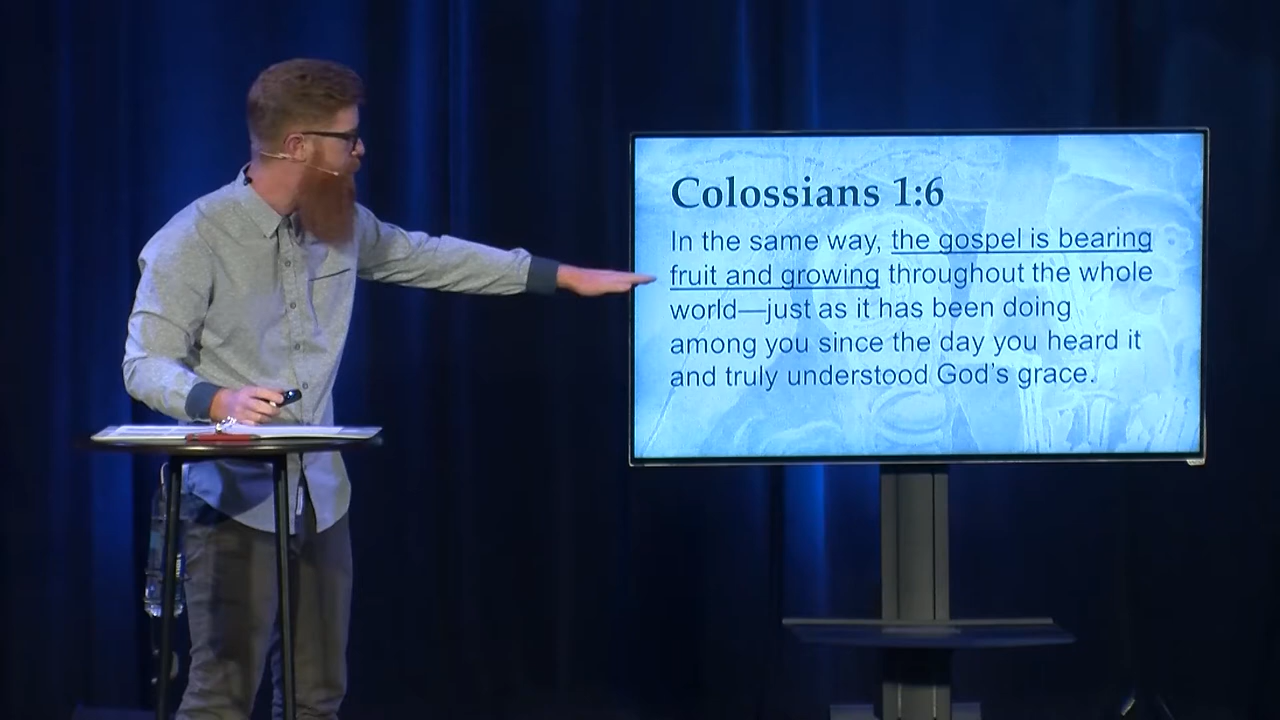 Colossians 1:6
In the same way, the gospel is bearing
fruit and growing throughout the whole
world—just as it has been doing
among you since the day you heard it
and truly understood God's grace.